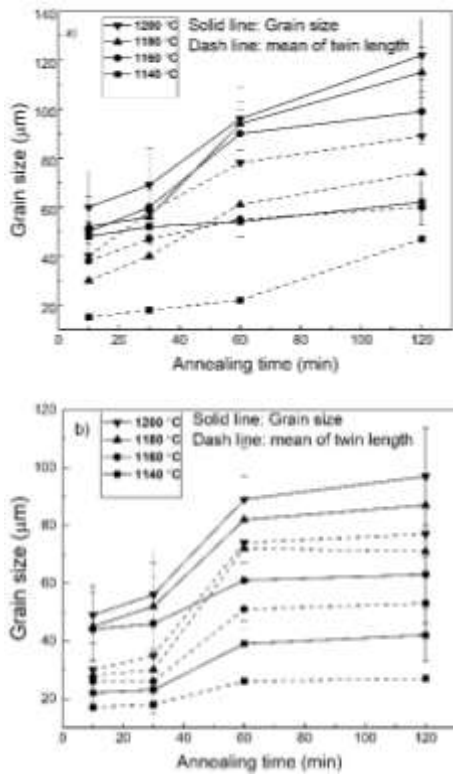 140
120
100
80
60
40
20
Grain size (μm)
a)
1200 °C
1180 °C
1160 °C
1140 °C
Solid line: Grain size
Dash line: mean of twin length
0 20 40 60 80 100 120
Annealing time (min)
120
100
80
60
40
20
Grain size (μm)
b)
1200 °C
1180 °C
1160 °C
1140 °C
Solid line: Grain size
Dash line: mean of twin length
0 20 40 60 80 100 120
Annealing time (min)